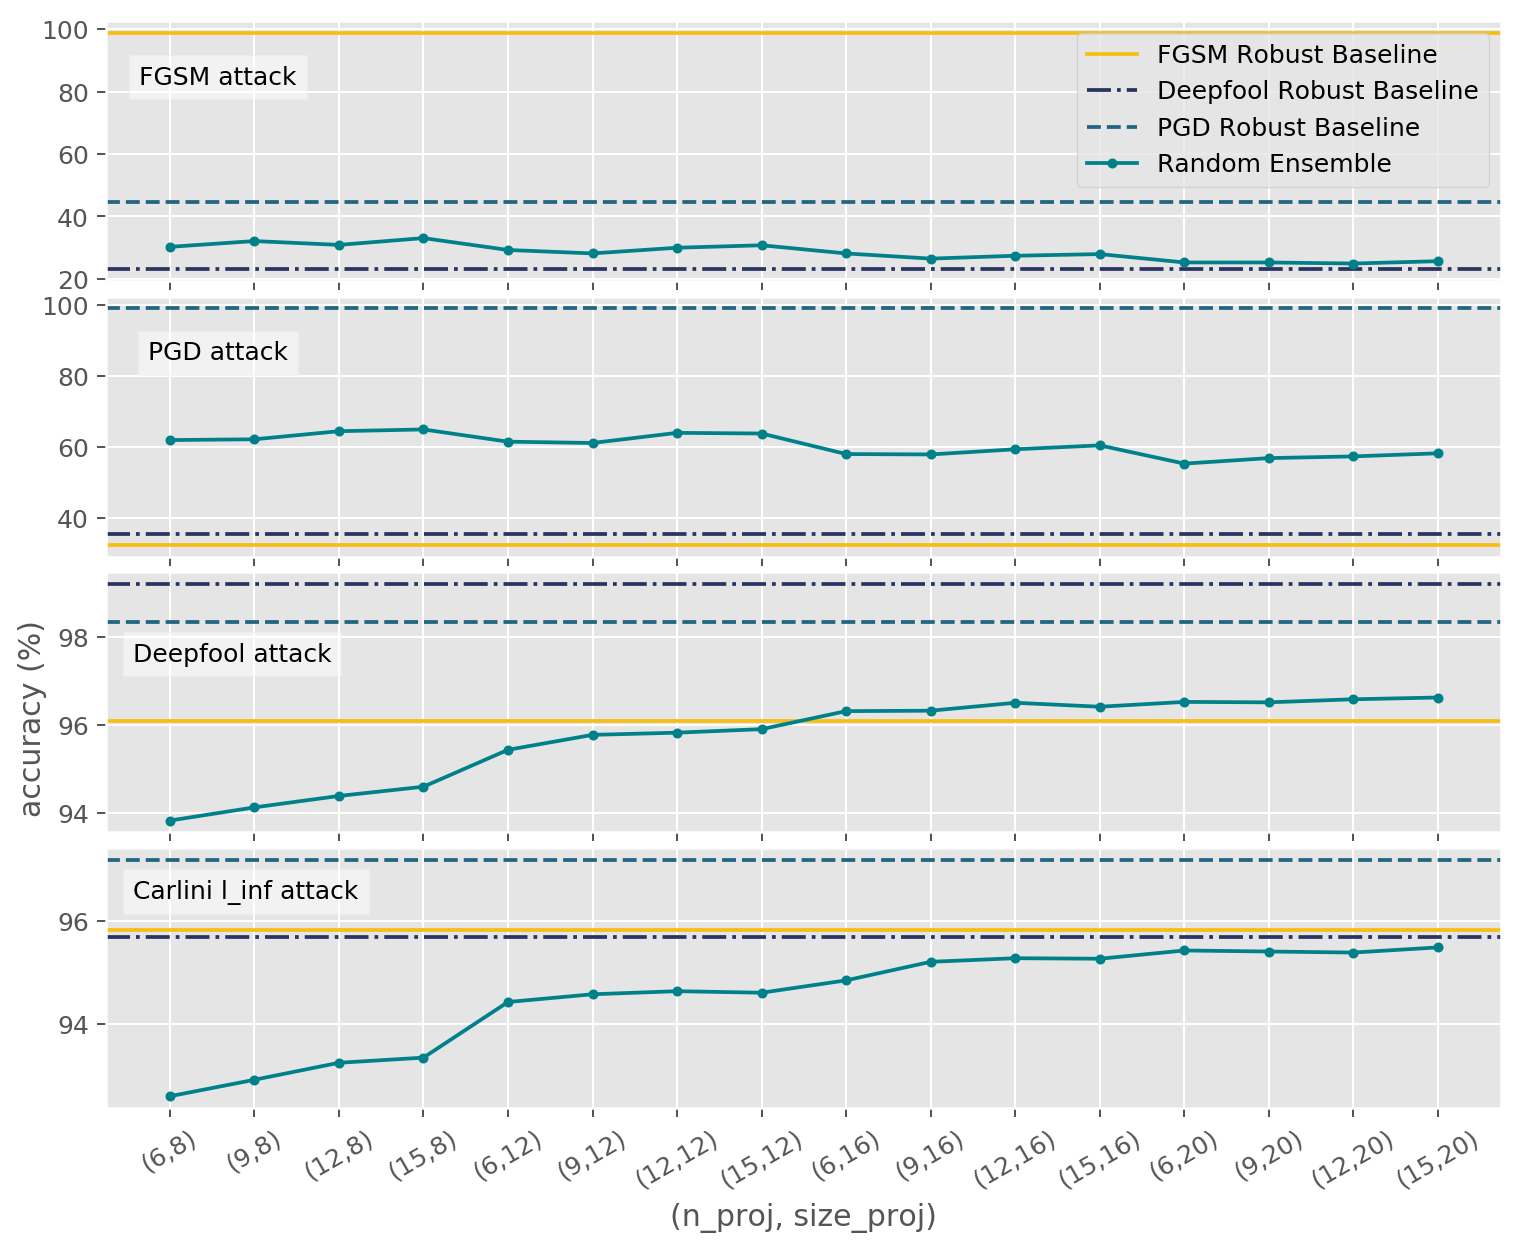 100
80
60
40
20
FGSM attack
FGSM Robust Baseline
Deepfool Robust Baseline
PGD Robust Baseline
Random Ensemble
100
80
60
40
PGD attack
98
96
94
Deepfool attack
accuracy (%)
96
94
Carlini l_inf attack
(6,8) (9,8) (12,8) (15,8) (6,12) (9,12) (12,12) (15,12) (6,16) (9,16) (12,16) (15,16) (6,20) (9,20) (12,20) (15,20)
(n_proj, size_proj)